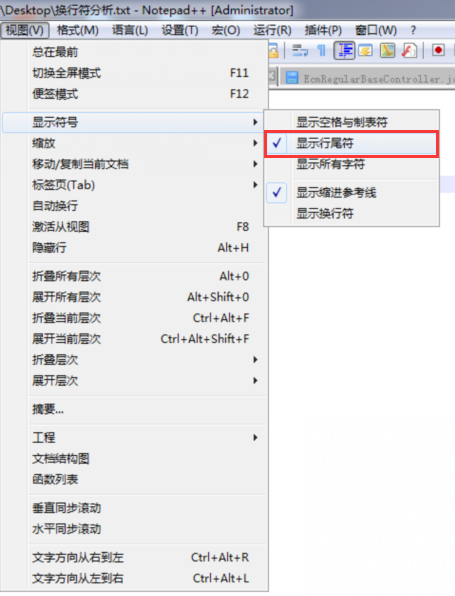 \Desktop\换行符分析.txt - Notepad++ [Administrator]
视图(V) 格式(M) 语言(L) 设置(T) 宏(O) 运行(R) 插件(P) 窗口(W) ?
EcmRegularBaseController.j
总在最前
切换全屏模式 F11
便签模式 F12
显示符号
缩放
移动/复制当前文档
标签页(Tab)
自动换行
激活从视图 F8
隐藏行 Alt+H
折叠所有层次 Alt+0
展开所有层次 Alt+Shift+0
折叠当前层次 Ctrl+Alt+F
展开当前层次 Ctrl+Alt+Shift+F
折叠层次
展开层次
摘要...
工程
文档结构图
函数列表
垂直同步滚动
水平同步滚动
文字方向从右到左 Ctrl+Alt+R
文字方向从左到右 Ctrl+Alt+L
显示空格与制表符
显示行尾符
显示所有字符
显示缩进参考线
显示换行符